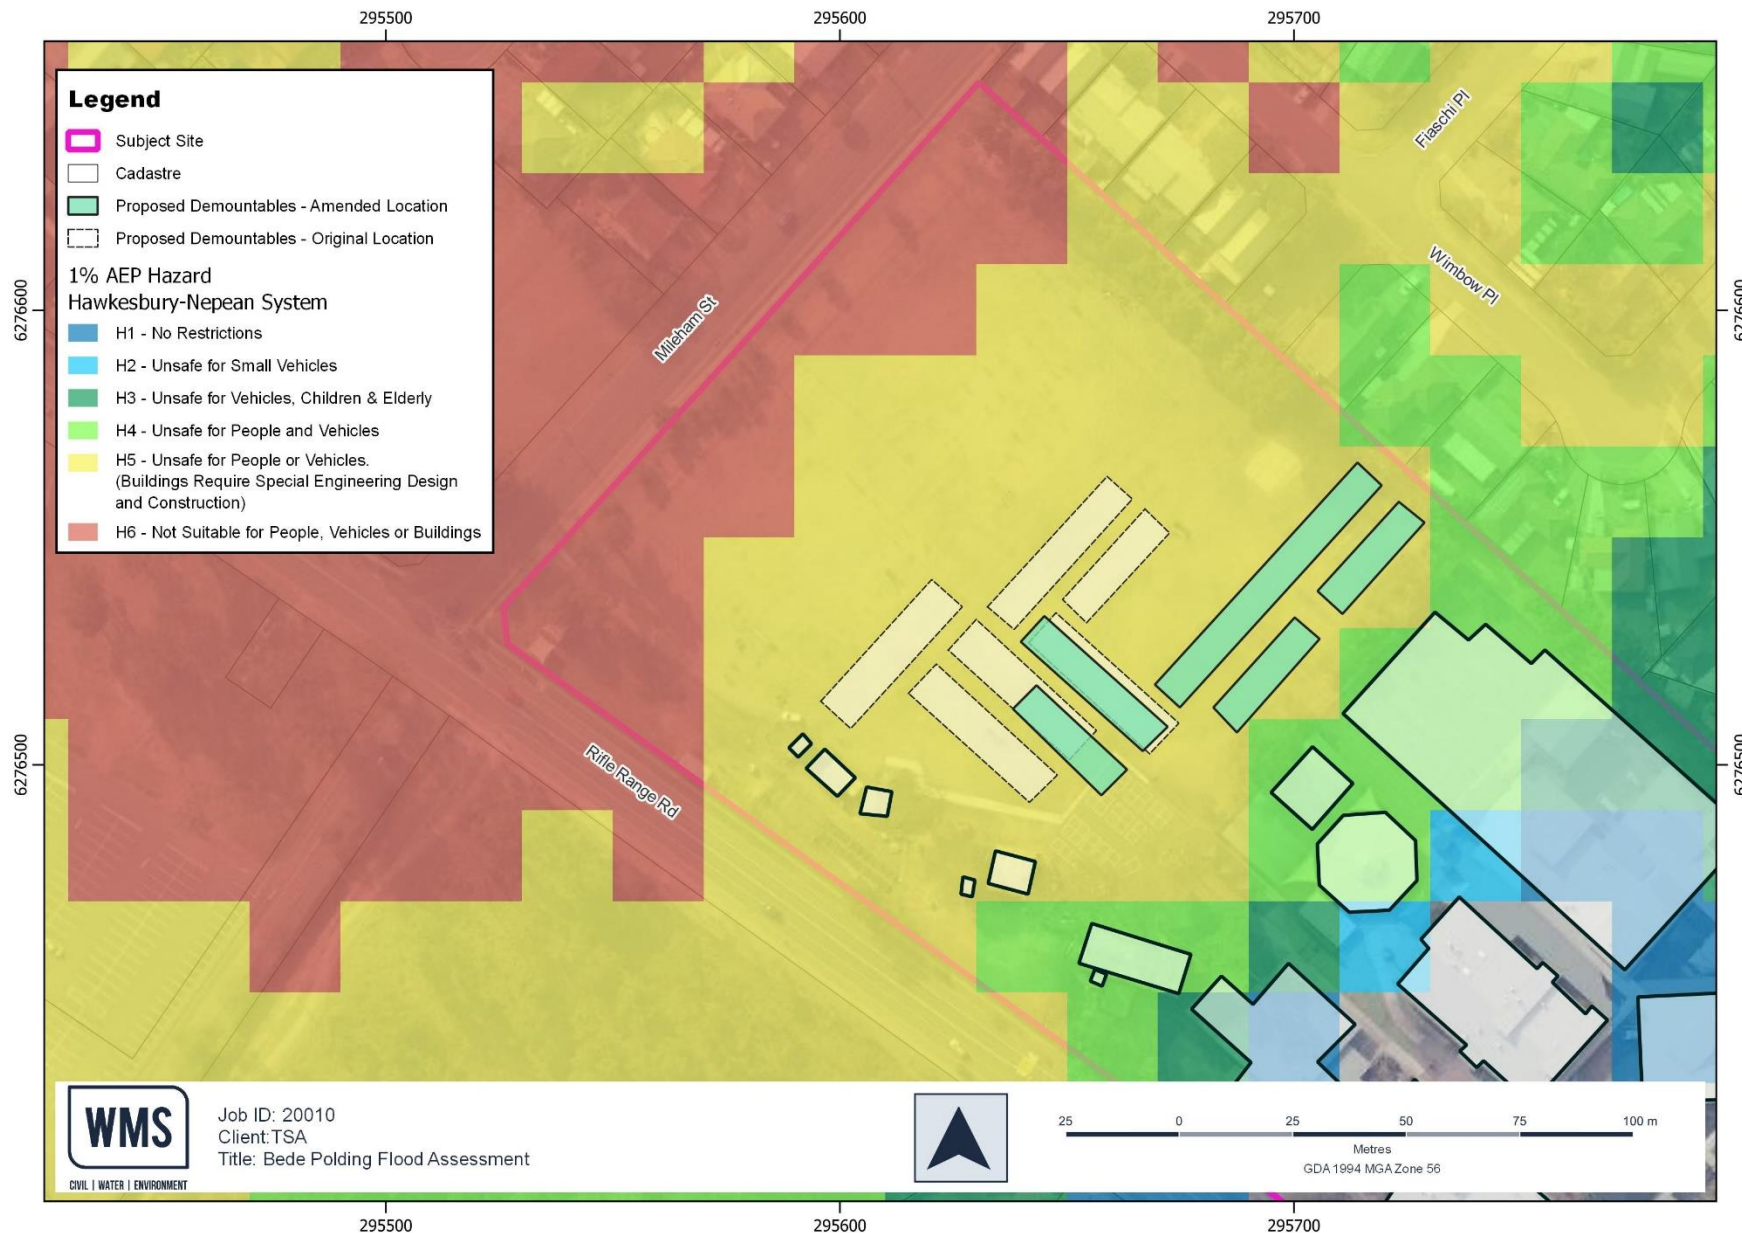 295500
295600
295700
Legend
Subject Site
Cadastre
Proposed Demountables - Amended Location
Proposed Demountables - Original Location
1% AEP Hazard
Hawkesbury-Nepean System
H1 - No Restrictions
H2 - Unsafe for Small Vehicles
H3 - Unsafe for Vehicles, Children & Elderly
H4 - Unsafe for People and Vehicles
H5 - Unsafe for People or Vehicles.
(Buildings Require Special Engineering Design
and Construction)
H6 - Not Suitable for People, Vehicles or Buildings
Fiaschi Pl
Wimbow Pl
Mileham St
Rifle Range Rd
6276600
6276600
6276500
6276500
WMS
CIVIL | WATER | ENVIRONMENT
Job ID: 20010
Client:TSA
Title: Bede Polding Flood Assessment
25 0 25 50 75 100 m
Metres
GDA 1994 MGA Zone 56
295500
295600
295700